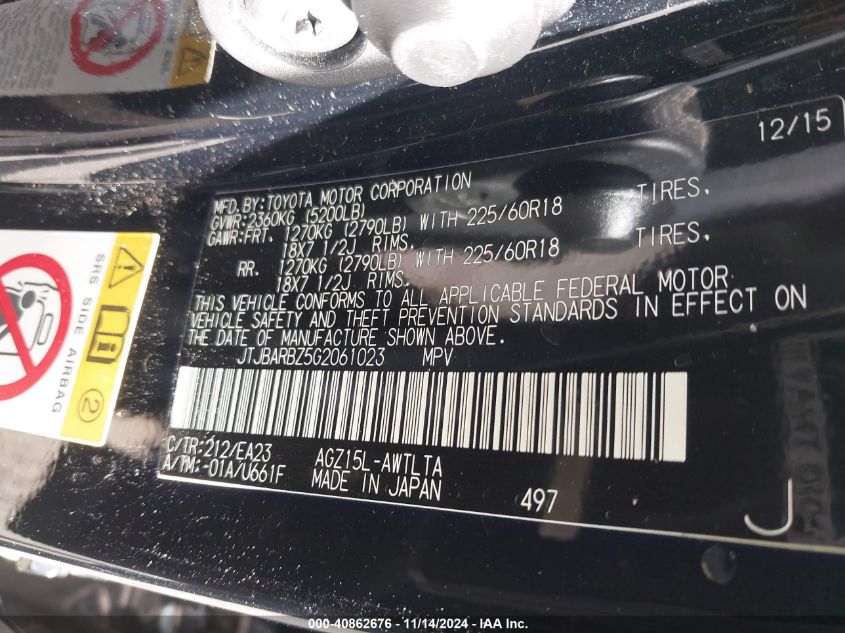 12/15
MFD.BY:TOYOTA MOTOR CORPORATION
GVWR:2360KG (5200LB)
GAWR:FRT. 1270KG (2790LB) WITH 225/60R18 TIRES,
18X7 1/2J RIMS.
RR. 1270KG (2790LB) WITH 225/60R18 TIRES,
18X7 1/2J RIMS.
THIS VEHICLE CONFORMS TO ALL APPLICABLE FEDERAL MOTOR
VEHICLE SAFETY AND THEFT PREVENTION STANDARDS IN EFFECT ON
THE DATE OF MANUFACTURE SHOWN ABOVE.
JTJBARBZ5G2061023 MPV
C/TR:212/EA23 AGZ15L-AWTLTA
A/TM:-01A/U661F MADE IN JAPAN 497
J
SRS SIDE AIRBAG
2
000-40862676 - 11/14/2024 - IAA Inc.